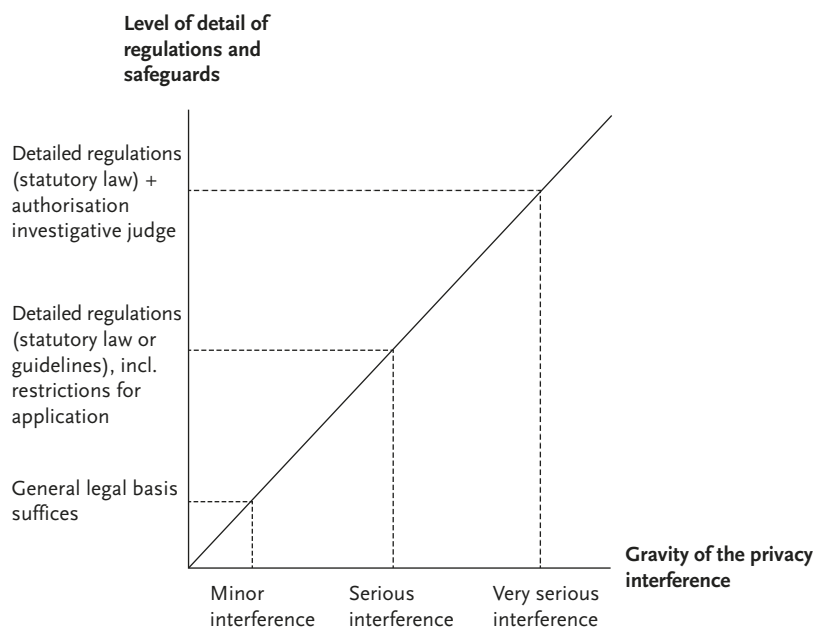 Level of detail of
regulations and
safeguards
Detailed regulations
(statutory law) +
authorisation
investigative judge
Detailed regulations
(statutory law or
guidelines), incl.
restrictions for
application
General legal basis
suffices
Gravity of the privacy
interference
Minor
interference
Serious
interference
Very serious
interference